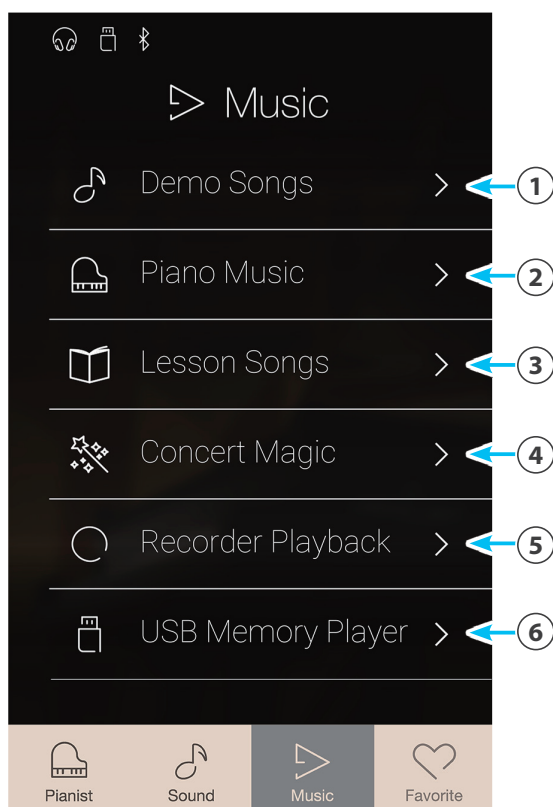 Music
Demo Songs
1
Piano Music
2
Lesson Songs
3
Concert Magic
4
Recorder Playback
5
USB Memory Player
6
Pianist Sound Music Favorite